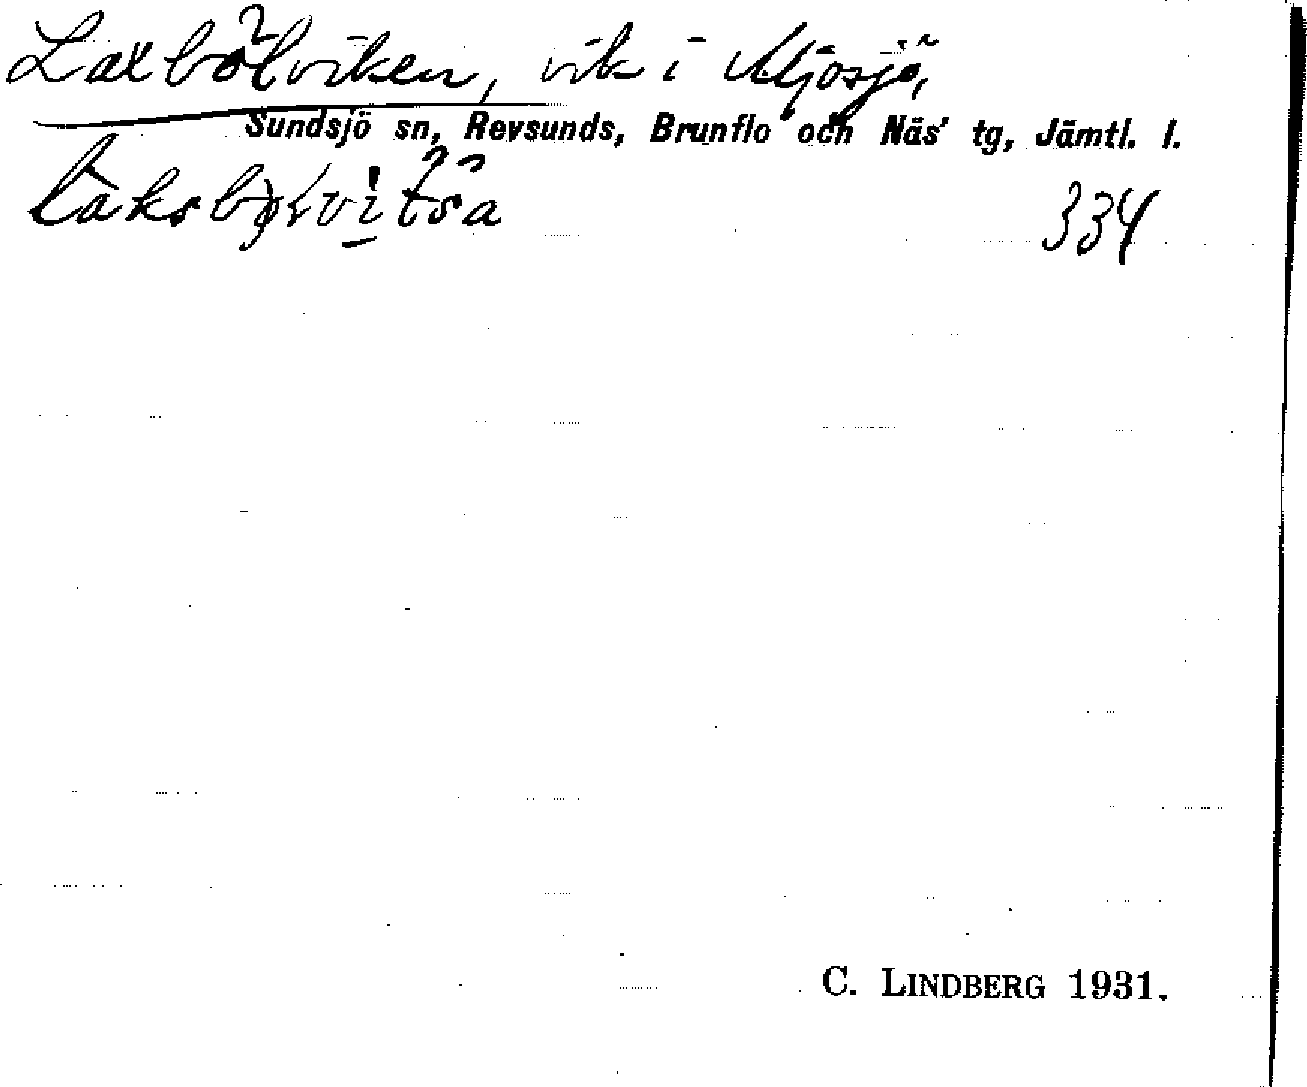 Laxbölviken, vik i Mjösjö,
Sundsjö sn, Revsunds, Brunflo och Näs' tg, Jämtl. l.
334
C. LINDBERG 1931.